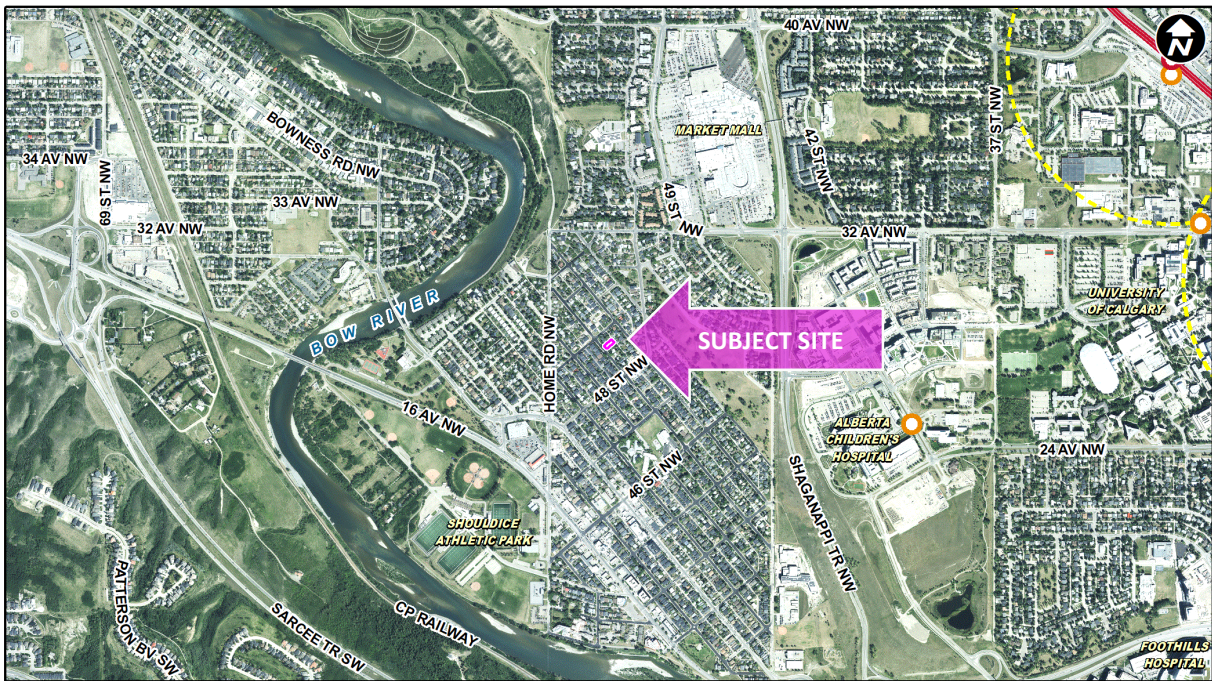 40 AV NW
N
BOWNESS RD NW
MARKET MALL
42 ST NW
37 ST NW
34 AV NW
69 ST NW
33 AV NW
49 ST NW
32 AV NW
32 AV NW
UNIVERSITY
OF CALGARY
BOW RIVER
SUBJECT SITE
HOME RD NW
48 ST NW
16 AV NW
ALBERTA
CHILDREN'S
HOSPITAL
24 AV NW
46 ST NW
SHAGANAPPI TR NW
SHOULDICE
ATHLETIC PARK
PATTERSON BV SW
SARCEE TR SW
CP RAILWAY
FOOTHILLS
HOSPITAL